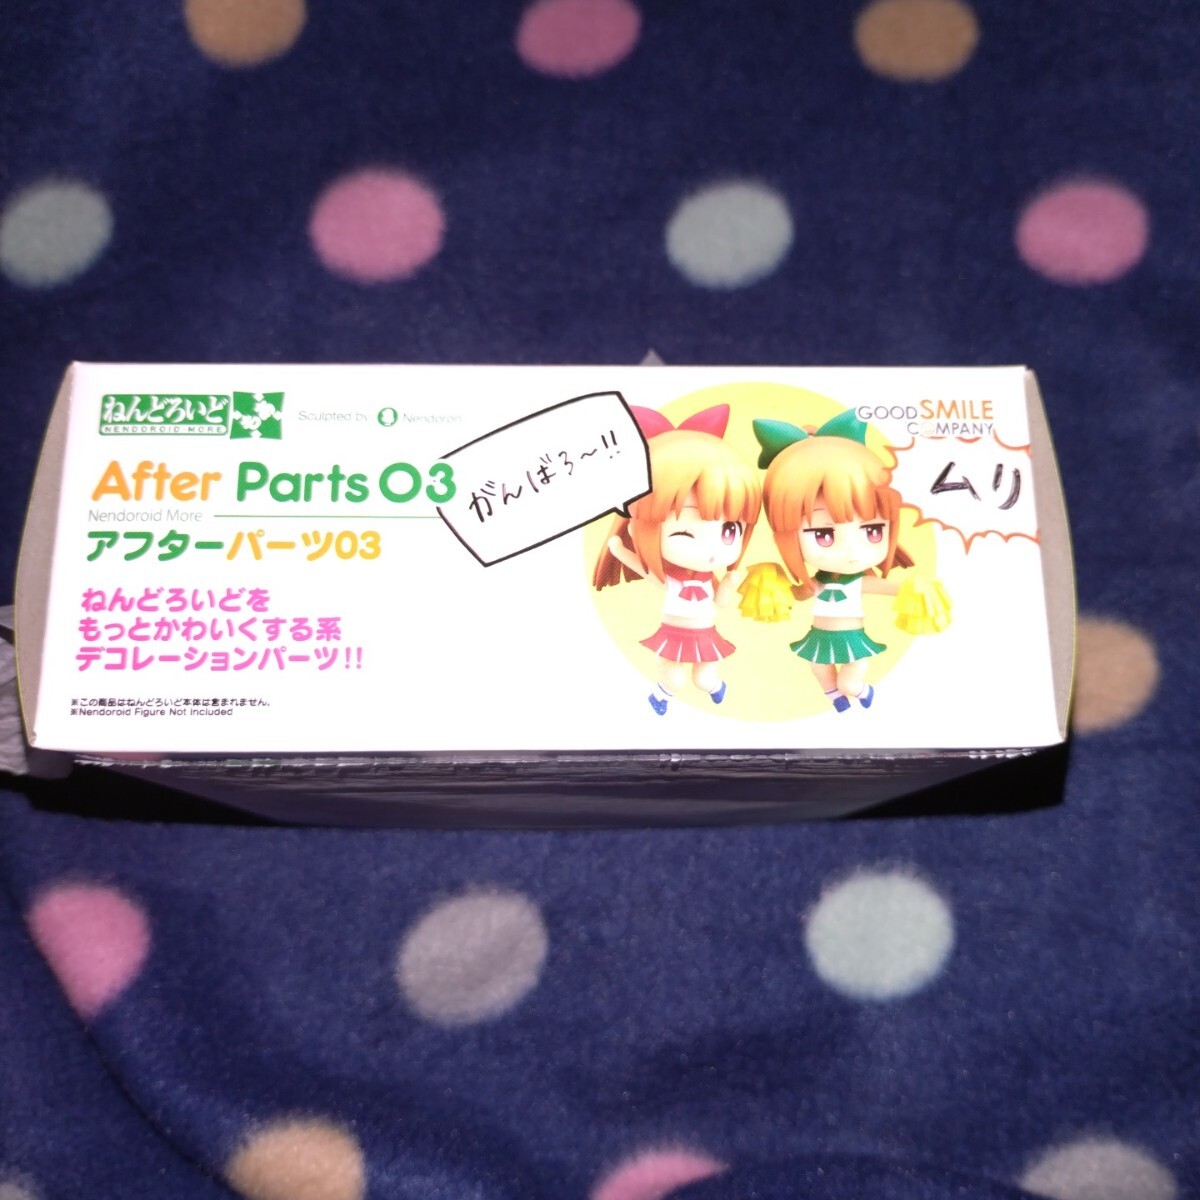 ねんどろいど
NENDOROID MORE
Sculpted by Nendoron
GOOD SMILE
COMPANY
After Parts 03
Nendoroid More
アフターパーツ03
がんばろ〜!!
ムリ
ねんどろいどを
もっとかわいくする系
デコレーションパーツ!!
※この商品はねんどろいど本体は含まれません。
※Nendoroid Figure Not Included